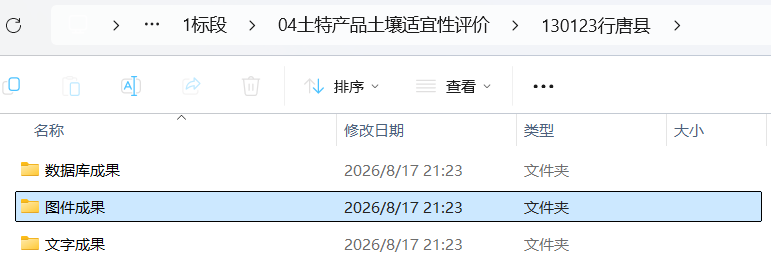 ··· 1标段 04土特产品土壤适宜性评价 130123行唐县
A 排序 查看 ···
名称 修改日期 类型 大小
数据库成果 2026/8/17 21:23 文件夹
图件成果 2026/8/17 21:23 文件夹
文字成果 2026/8/17 21:23 文件夹